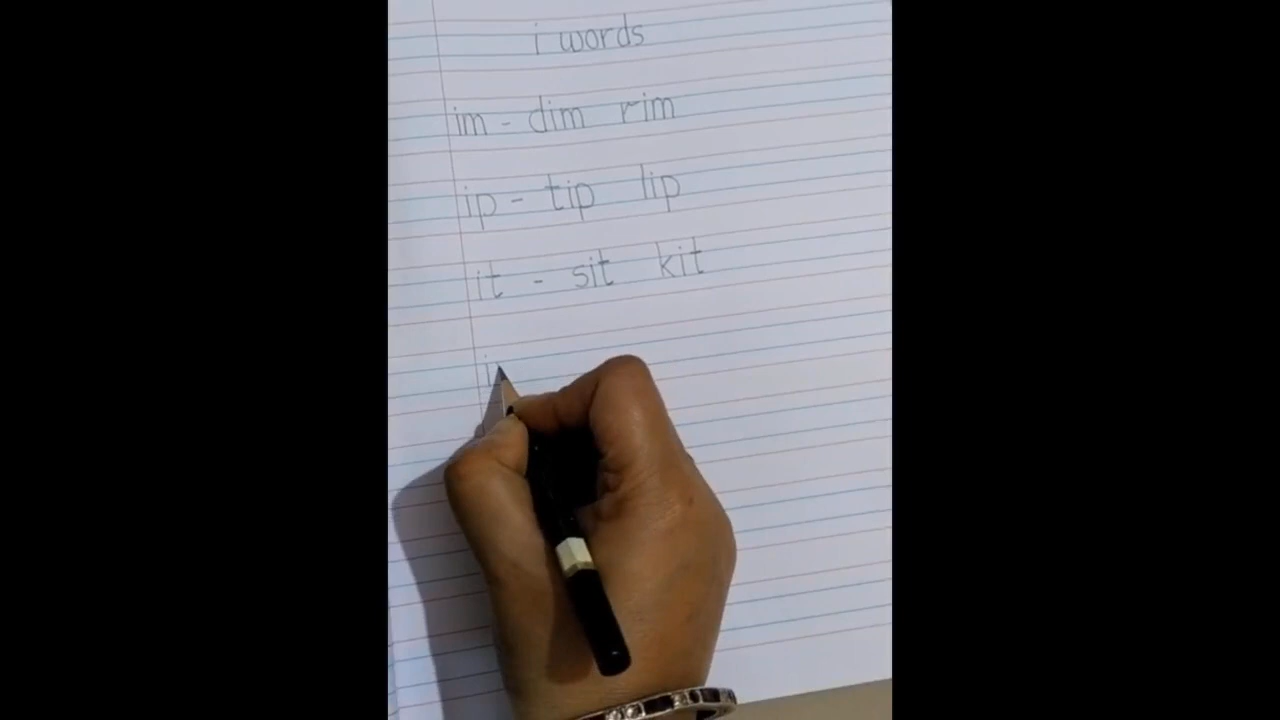 i words
im - dim rim
ip - tip lip
it - sit kit
i